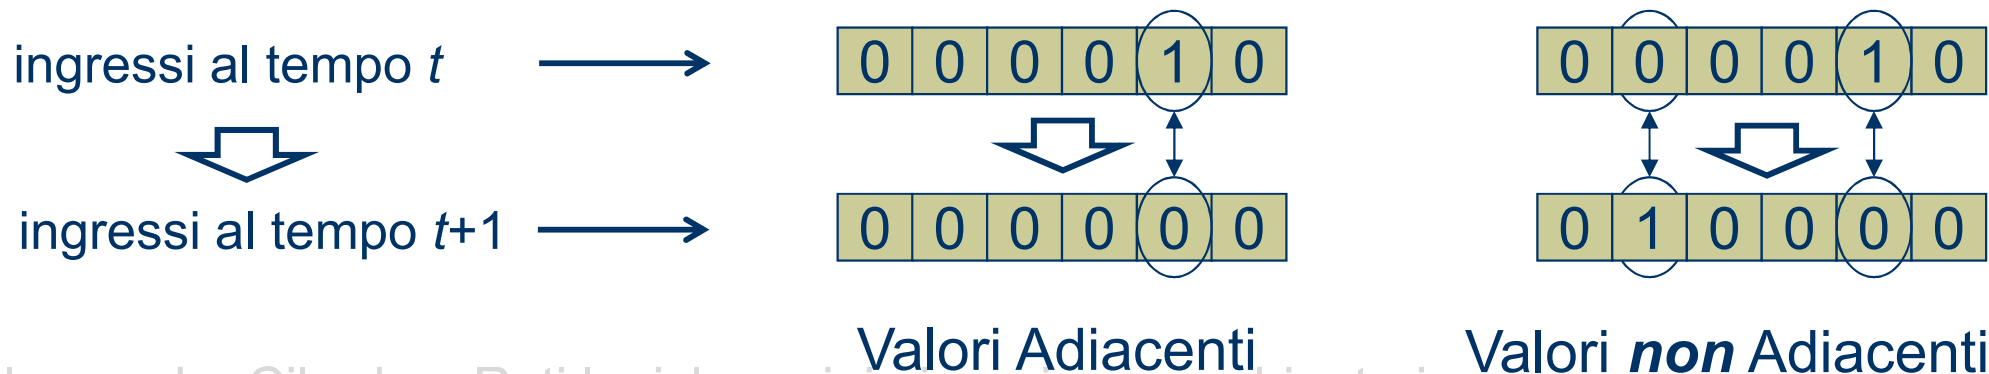 ingressi al tempo t
0 0 0 0 1 0
0 0 0 0 1 0
ingressi al tempo t+1
0 0 0 0 0 0
0 1 0 0 0 0
Valori Adiacenti
Valori non Adiacenti